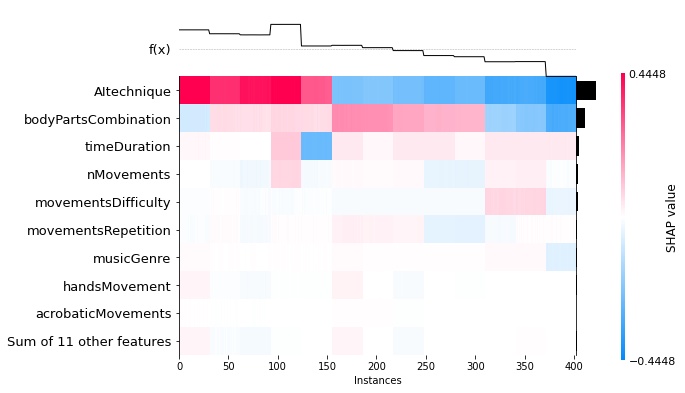 f(x)
AItechnique
bodyPartsCombination
timeDuration
nMovements
movementsDifficulty
movementsRepetition
musicGenre
handsMovement
acrobaticMovements
Sum of 11 other features
0 50 100 150 200 250 300 350 400
Instances
0.4448
SHAP value
−0.4448